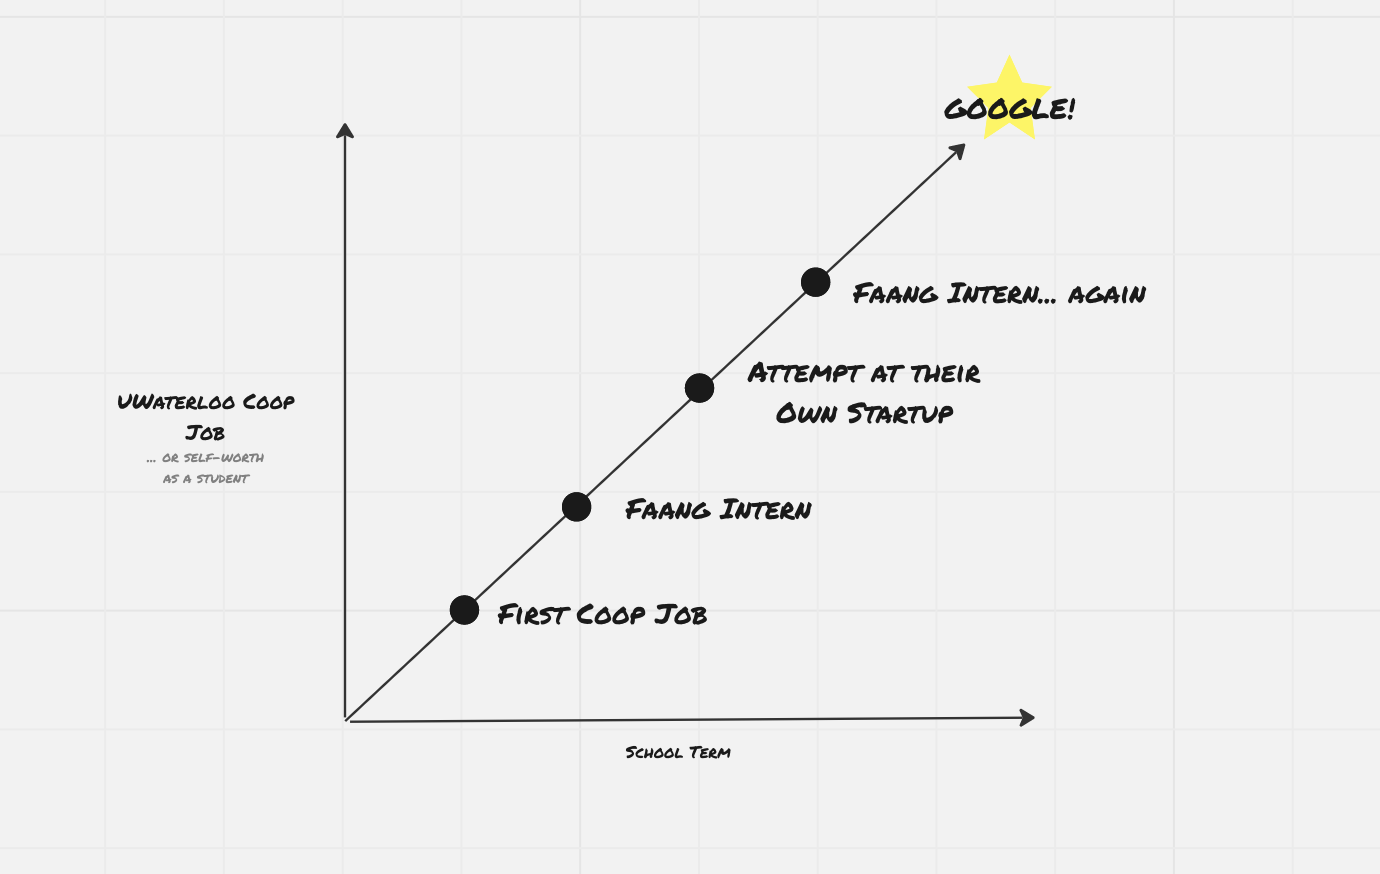 GOOGLE!
FAANG INTERN... AGAIN
ATTEMPT AT THEIR
OWN STARTUP
UWATERLOO COOP
JOB
... OR SELF-WORTH
AS A STUDENT
FAANG INTERN
FIRST COOP JOB
SCHOOL TERM